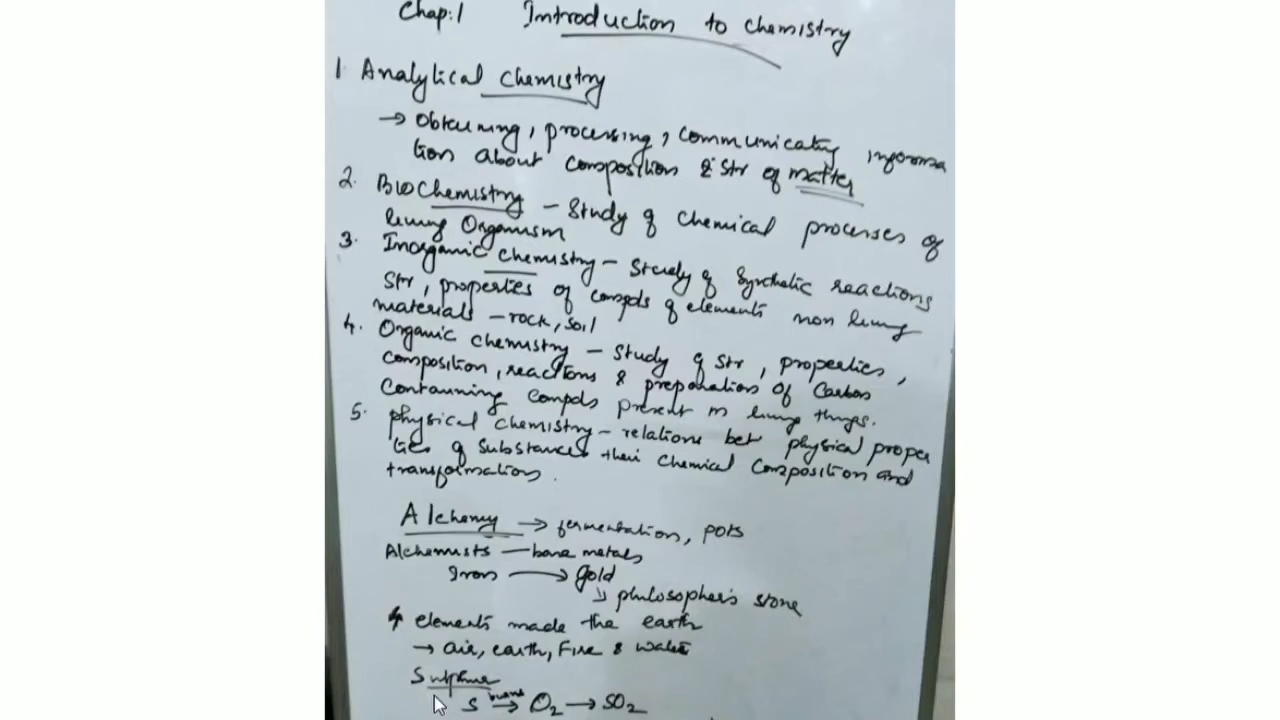 Chap:1 Introduction to Chemistry
1 Analytical Chemistry
→ Obtaining, processing, communicating informa
tion about composition & str of matter
2. Biochemistry – Study of Chemical processes of
living Organism
3. Inorganic chemistry – Study of Synthetic reactions
str, properties of compds of elements non living
materials – rock, soil
4. Organic chemistry – Study of str, properties,
composition, reactions & preparation of Carbon
Containing compds present in living things.
5. physical chemistry – relations bet physical proper
ties of substances their chemical composition and
transformations.
Alchemy → fermentation, pots
Alchemists – base metals
Iron → gold
↳ philosopher's stone
4 elements made the earth
→ air, earth, Fire & water
Sulphur
S burns → O₂ → SO₂